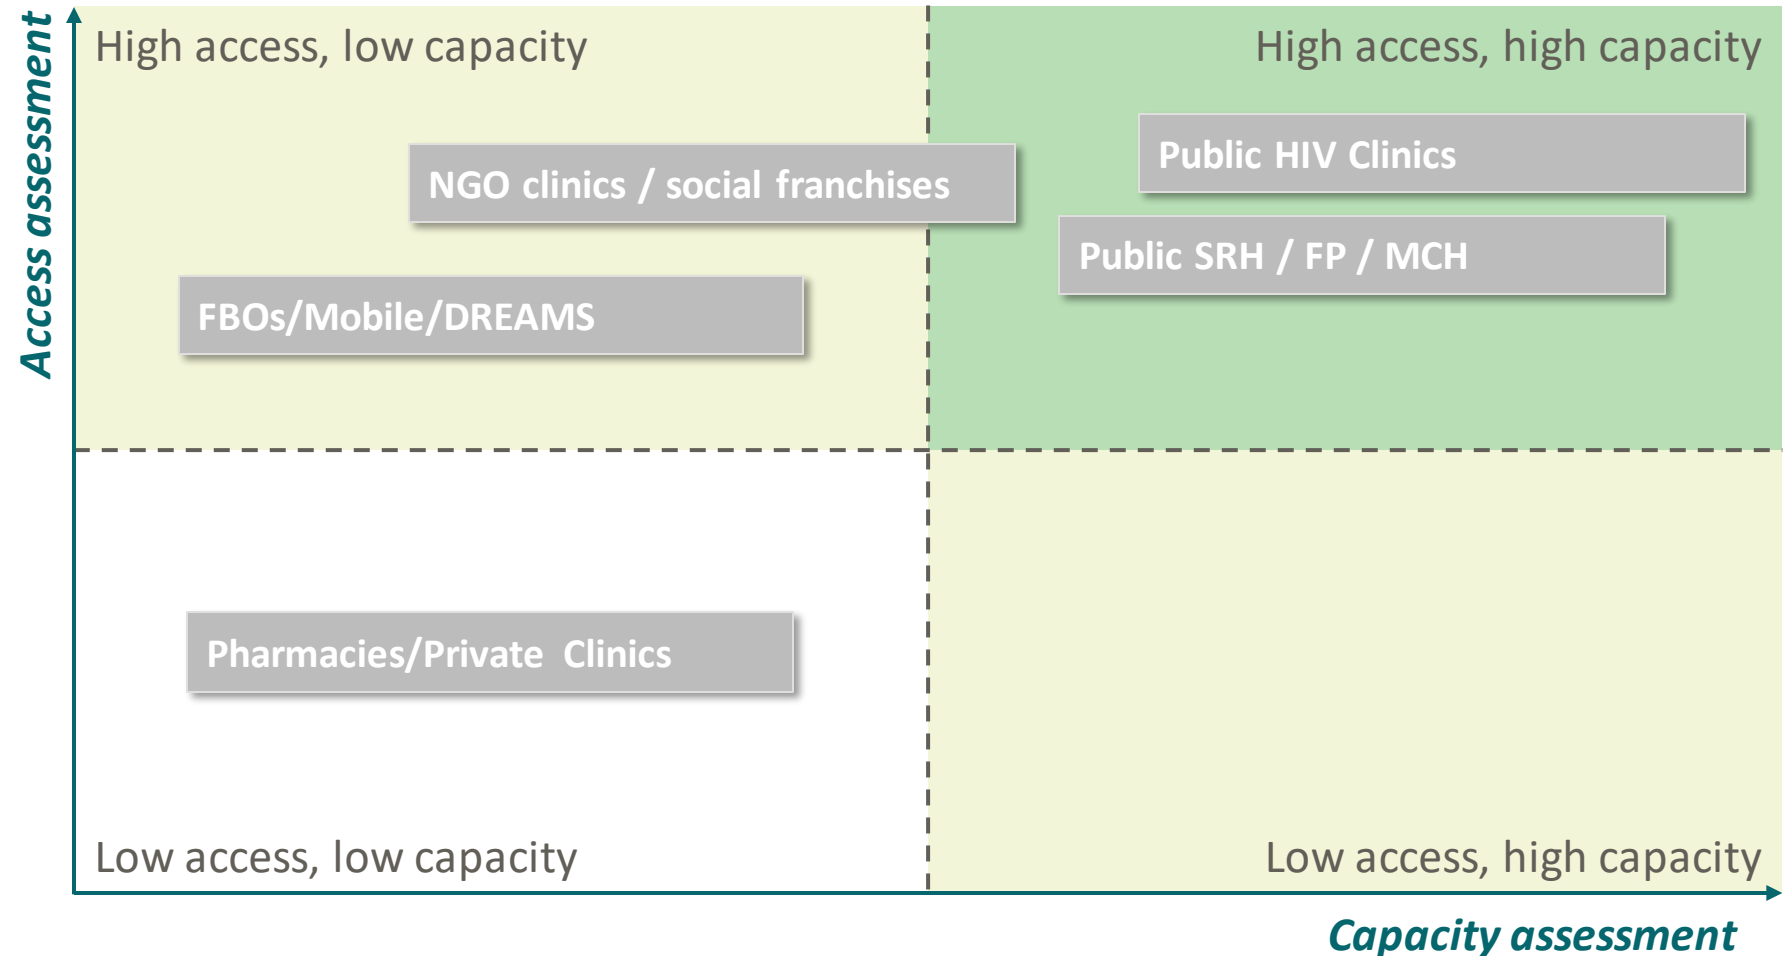 Access assessment
High access, low capacity
High access, high capacity
Public HIV Clinics
NGO clinics / social franchises
Public SRH / FP / MCH
FBOs/Mobile/DREAMS
Pharmacies/Private Clinics
Low access, low capacity
Low access, high capacity
Capacity assessment